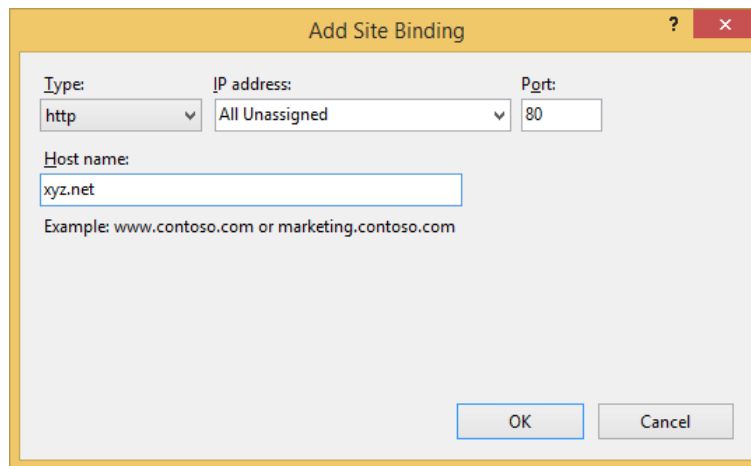 Add Site Binding
?
Type: IP address: Port:
http All Unassigned 80
Host name:
xyz.net
Example: www.contoso.com or marketing.contoso.com
OK Cancel